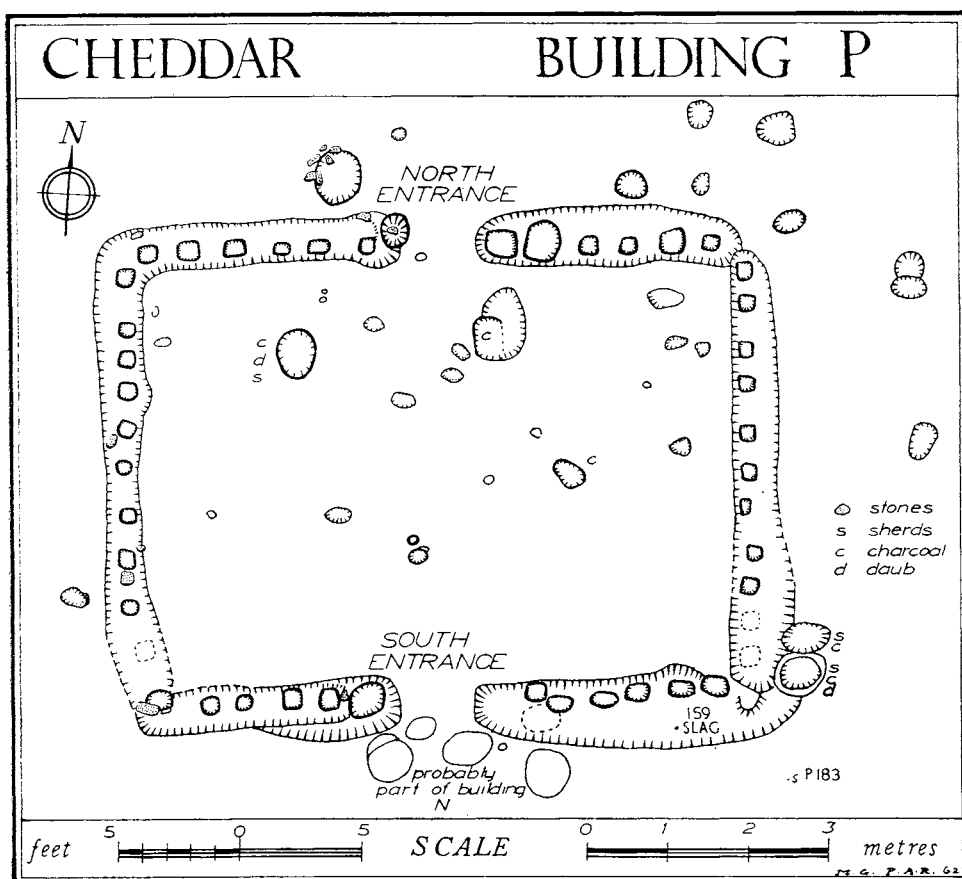 CHEDDAR BUILDING P
N
NORTH
ENTRANCE
c
d
s
c
c
stones
s sherds
c charcoal
d daub
SOUTH
ENTRANCE
s
c
s
c
d
159
SLAG
probably
part of building
N
.s P183
5 0 5 0 1 2 3
feet SCALE metres
M.G. P.A.R. 62